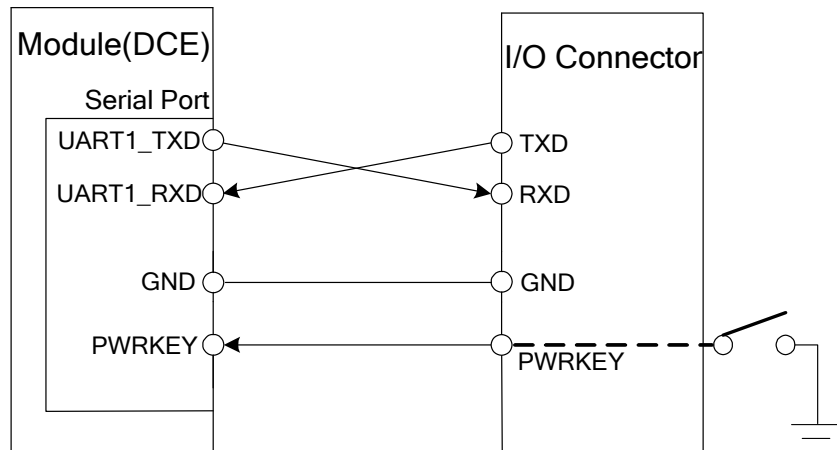 Module(DCE)
I/O Connector
Serial Port
UART1_TXD
TXD
UART1_RXD
RXD
GND
GND
PWRKEY
PWRKEY